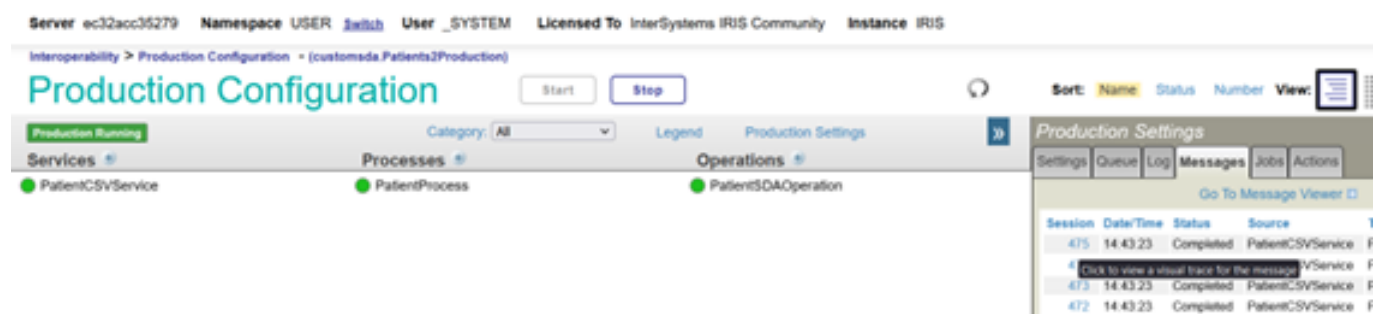 Server ec32acc35279 Namespace USER Switch User _SYSTEM Licensed To InterSystems IRIS Community Instance IRIS
Interoperability > Production Configuration - (customsda.Patients2Production)
Production Configuration Start Stop Sort: Name Status Number View:
Production Running Category: All Legend Production Settings » Production Settings
Services Processes Operations Settings Queue Log Messages Jobs Actions
PatientCSVService PatientProcess PatientSDAOperation
Go To Message Viewer
Session Date/Time Status Source T
475 14:43:23 Completed PatientCSVService F
4 Click to view a visual trace for the message VService F
473 14:43:23 Completed PatientCSVService F
472 14:43:23 Completed PatientCSVService F